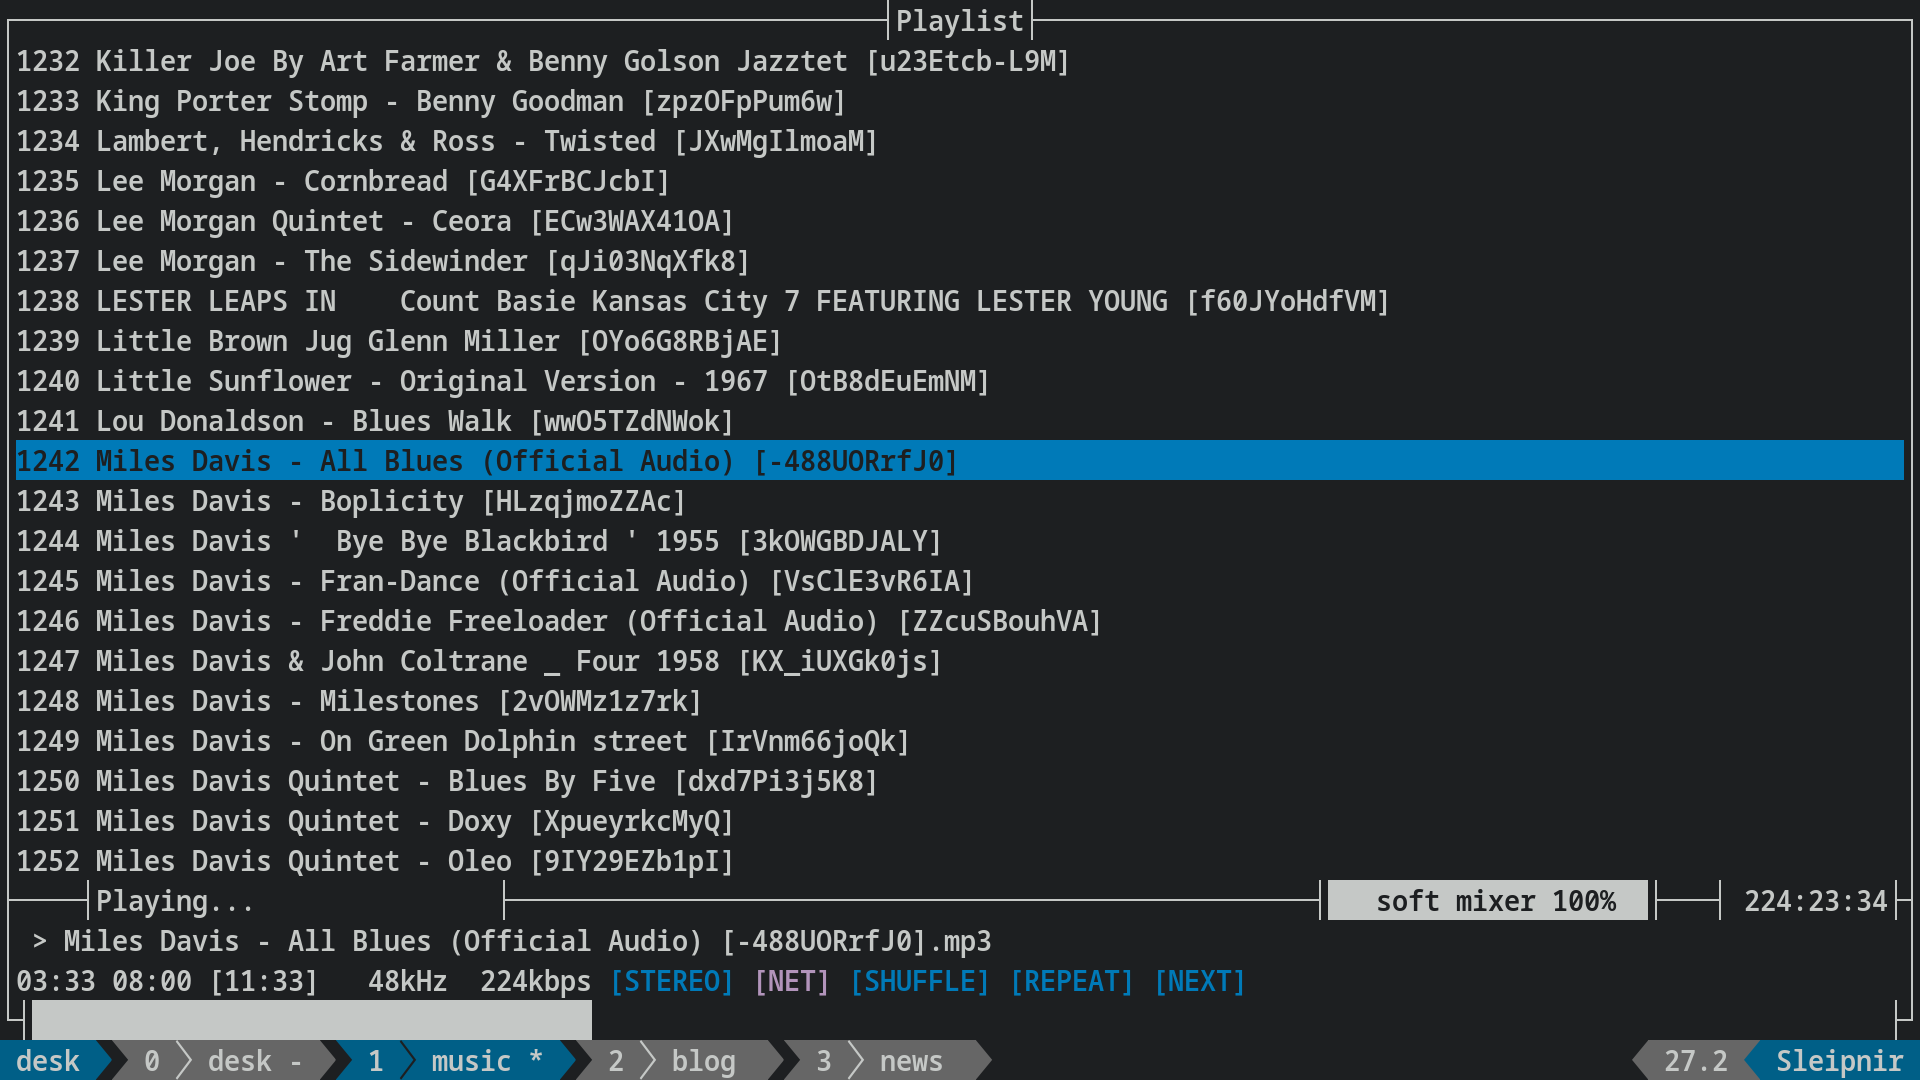 Playlist
1232 Killer Joe By Art Farmer & Benny Golson Jazztet [u23Etcb-L9M]
1233 King Porter Stomp - Benny Goodman [zpzOFpPum6w]
1234 Lambert, Hendricks & Ross - Twisted [JXwMgIlmoaM]
1235 Lee Morgan - Cornbread [G4XFrBCJcbI]
1236 Lee Morgan Quintet - Ceora [ECw3WAX41OA]
1237 Lee Morgan - The Sidewinder [qJi03NqXfk8]
1238 LESTER LEAPS IN    Count Basie Kansas City 7 FEATURING LESTER YOUNG [f60JYoHdfVM]
1239 Little Brown Jug Glenn Miller [OYo6G8RBjAE]
1240 Little Sunflower - Original Version - 1967 [OtB8dEuEmNM]
1241 Lou Donaldson - Blues Walk [wwO5TZdNWok]
1242 Miles Davis - All Blues (Official Audio) [-488UORrfJ0]
1243 Miles Davis - Boplicity [HLzqjmoZZAc]
1244 Miles Davis '  Bye Bye Blackbird ' 1955 [3kOWGBDJALY]
1245 Miles Davis - Fran-Dance (Official Audio) [VsClE3vR6IA]
1246 Miles Davis - Freddie Freeloader (Official Audio) [ZZcuSBouhVA]
1247 Miles Davis & John Coltrane _ Four 1958 [KX_iUXGk0js]
1248 Miles Davis - Milestones [2vOWMz1z7rk]
1249 Miles Davis - On Green Dolphin street [IrVnm66joQk]
1250 Miles Davis Quintet - Blues By Five [dxd7Pi3j5K8]
1251 Miles Davis Quintet - Doxy [XpueyrkcMyQ]
1252 Miles Davis Quintet - Oleo [9IY29EZb1pI]
Playing... soft mixer 100% 224:23:34
> Miles Davis - All Blues (Official Audio) [-488UORrfJ0].mp3
03:33 08:00 [11:33]   48kHz  224kbps [STEREO] [NET] [SHUFFLE] [REPEAT] [NEXT]
desk 0 desk - 1 music * 2 blog 3 news 27.2 Sleipnir